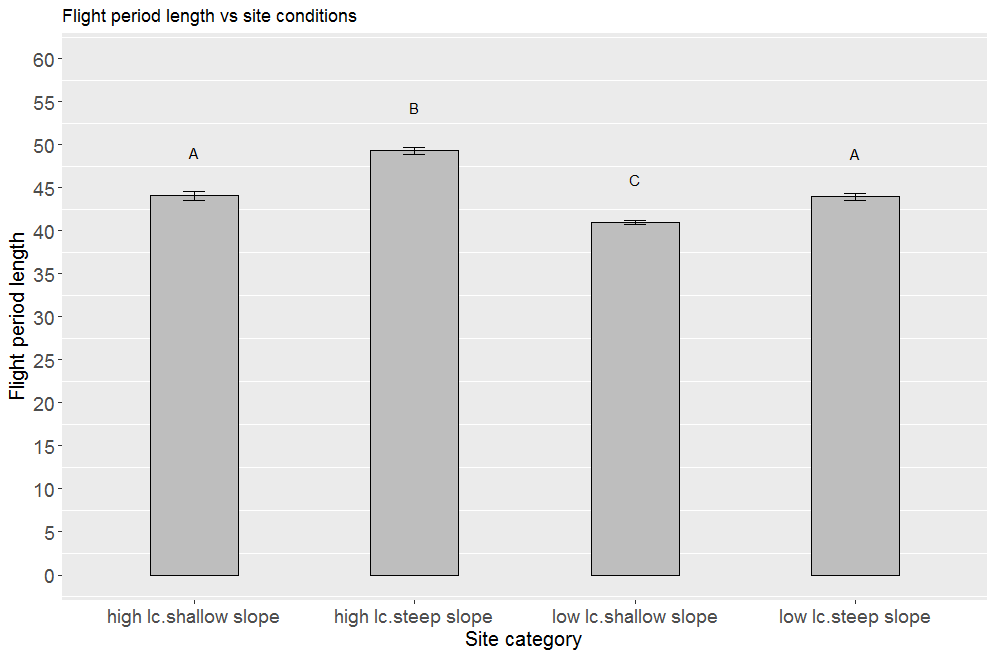 Flight period length vs site conditions
Flight period length
60
55
50
45
40
35
30
25
20
15
10
5
0
A
B
C
A
high lc.shallow slope
high lc.steep slope
low lc.shallow slope
low lc.steep slope
Site category